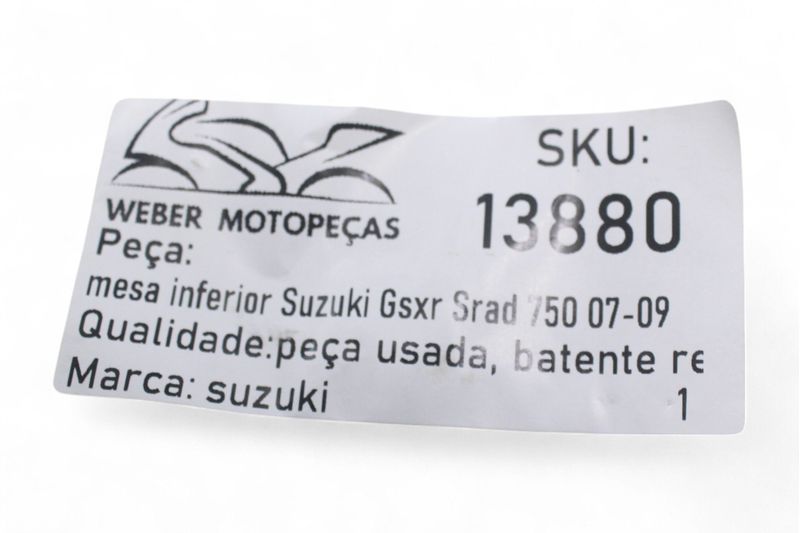 SKU:
13880
WEBER MOTOPEÇAS
Peça:
mesa inferior Suzuki Gsxr Srad 750 07-09
Qualidade:peça usada, batente re
Marca: suzuki
1